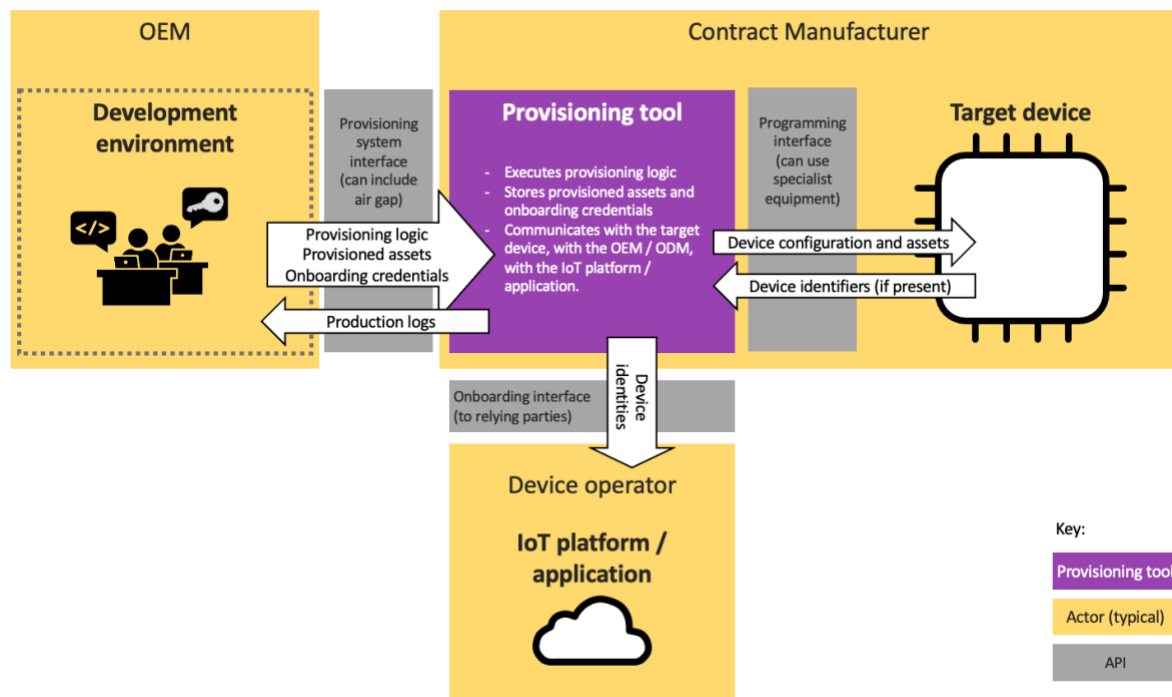 OEM
Contract Manufacturer
Development
environment
</>
Provisioning
system
interface
(can include
air gap)
Provisioning logic
Provisioned assets
Onboarding credentials
Production logs
Provisioning tool
- Executes provisioning logic
- Stores provisioned assets and
onboarding credentials
- Communicates with the target
device, with the OEM / ODM,
with the IoT platform /
application.
Programming
interface
(can use
specialist
equipment)
Target device
Device configuration and assets
Device identifiers (if present)
Onboarding interface
(to relying parties)
Device
identities
Device operator
IoT platform /
application
Key:
Provisioning tool
Actor (typical)
API